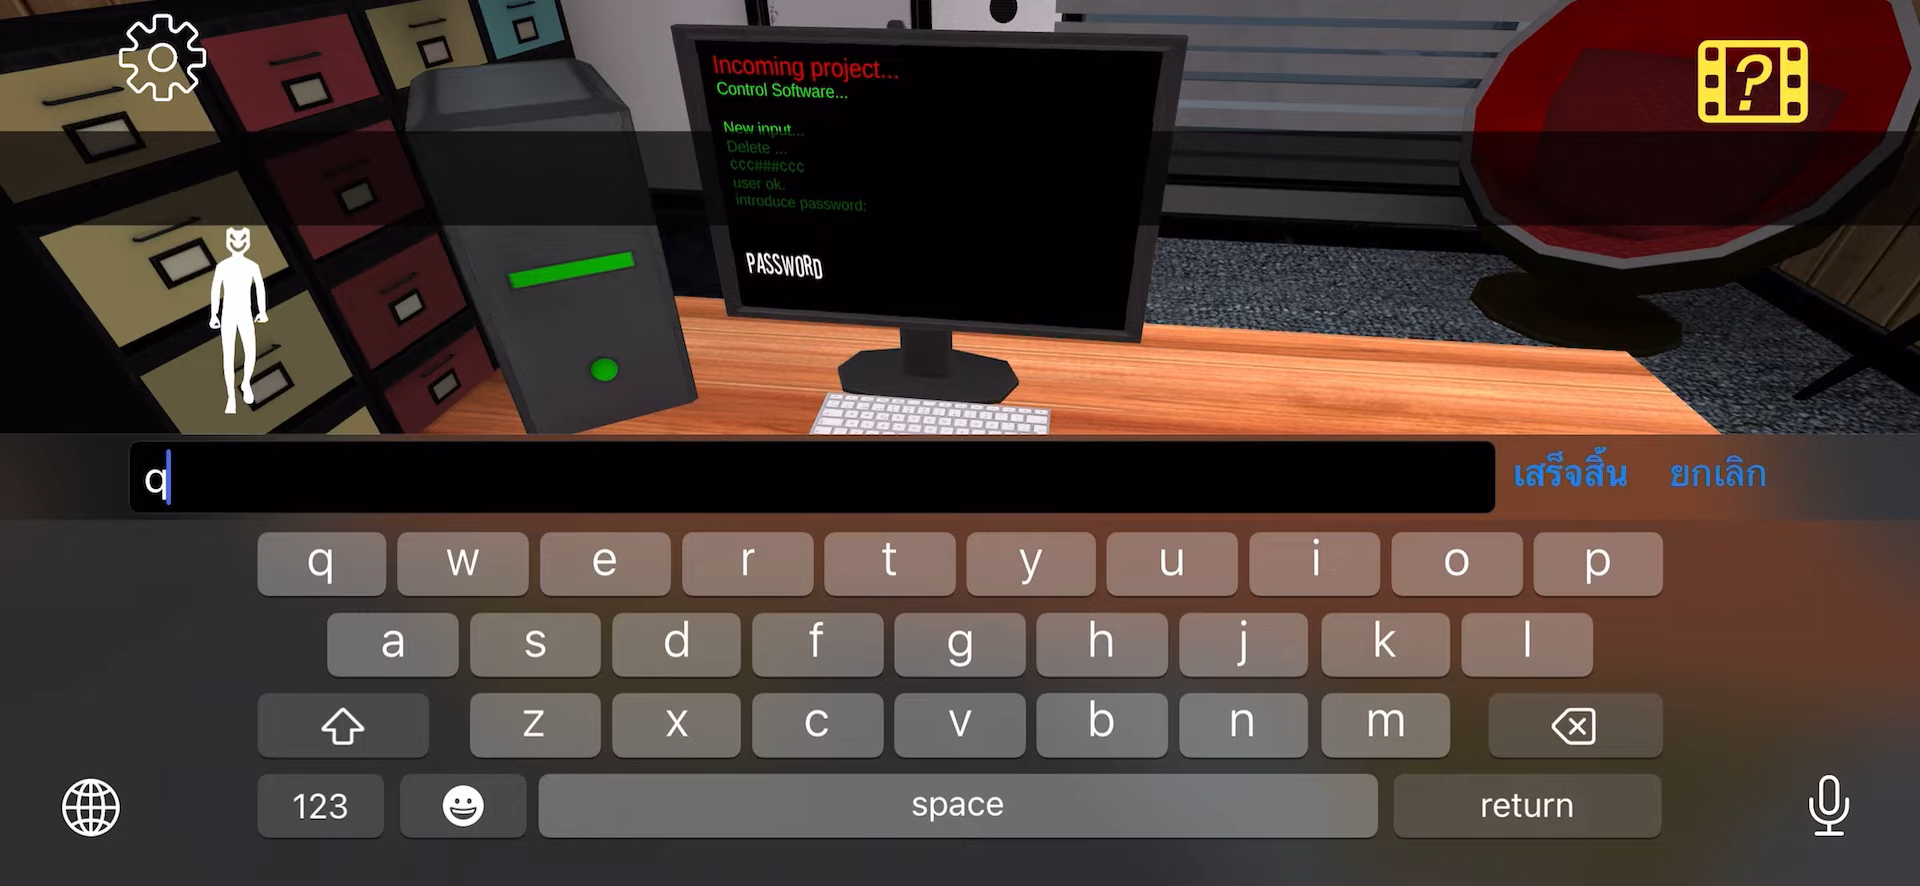 Incoming project...
Control Software...
New input...
Delete ...
ccc###ccc
user ok.
introduce password:
PASSWORD
?
q
เสร็จสิ้น ยกเลิก
q w e r t y u i o p
a s d f g h j k l
z x c v b n m
123 space return